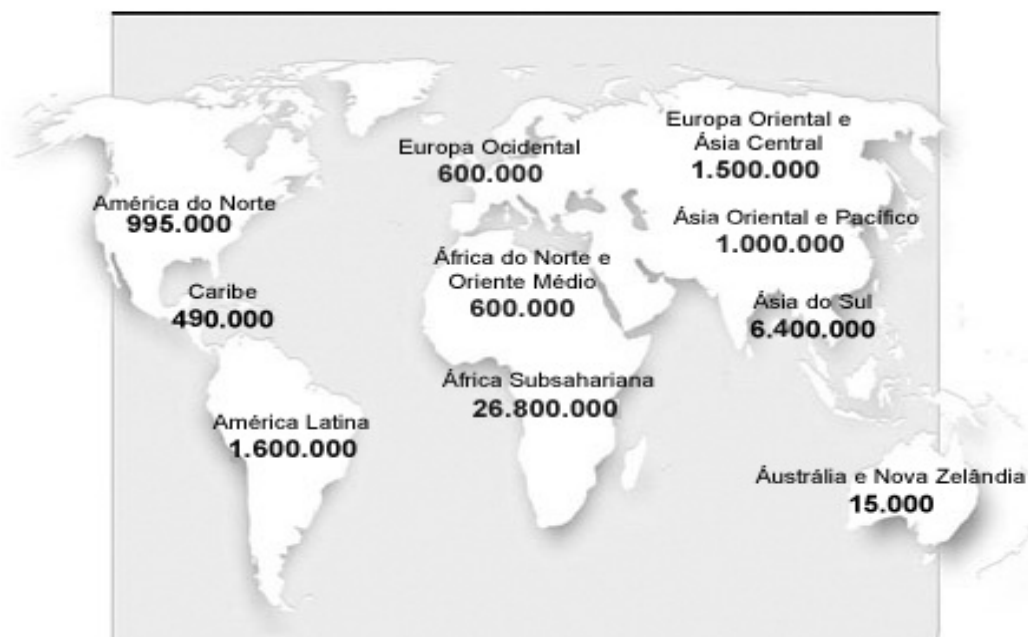 Europa Oriental e
Ásia Central
1.500.000
Europa Ocidental
600.000
América do Norte
995.000
Ásia Oriental e Pacífico
1.000.000
África do Norte e
Oriente Médio
600.000
Caribe
490.000
Ásia do Sul
6.400.000
África Subsahariana
26.800.000
América Latina
1.600.000
Áustrália e Nova Zelândia
15.000